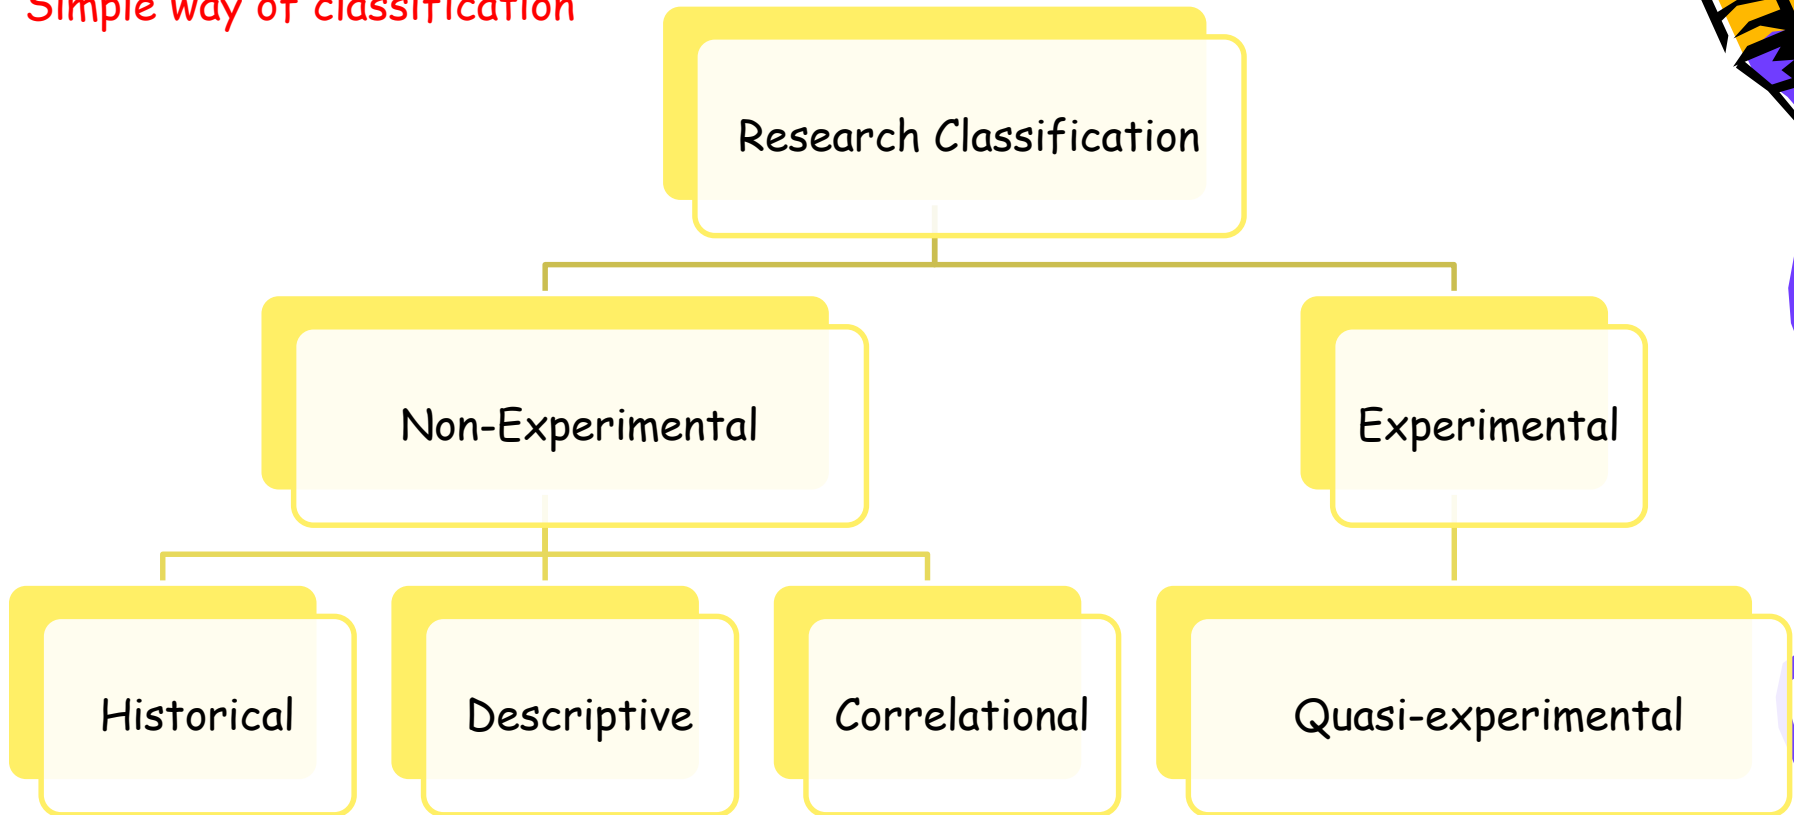 Simple way of classification
Research Classification
Non-Experimental
Experimental
Historical
Descriptive
Correlational
Quasi-experimental